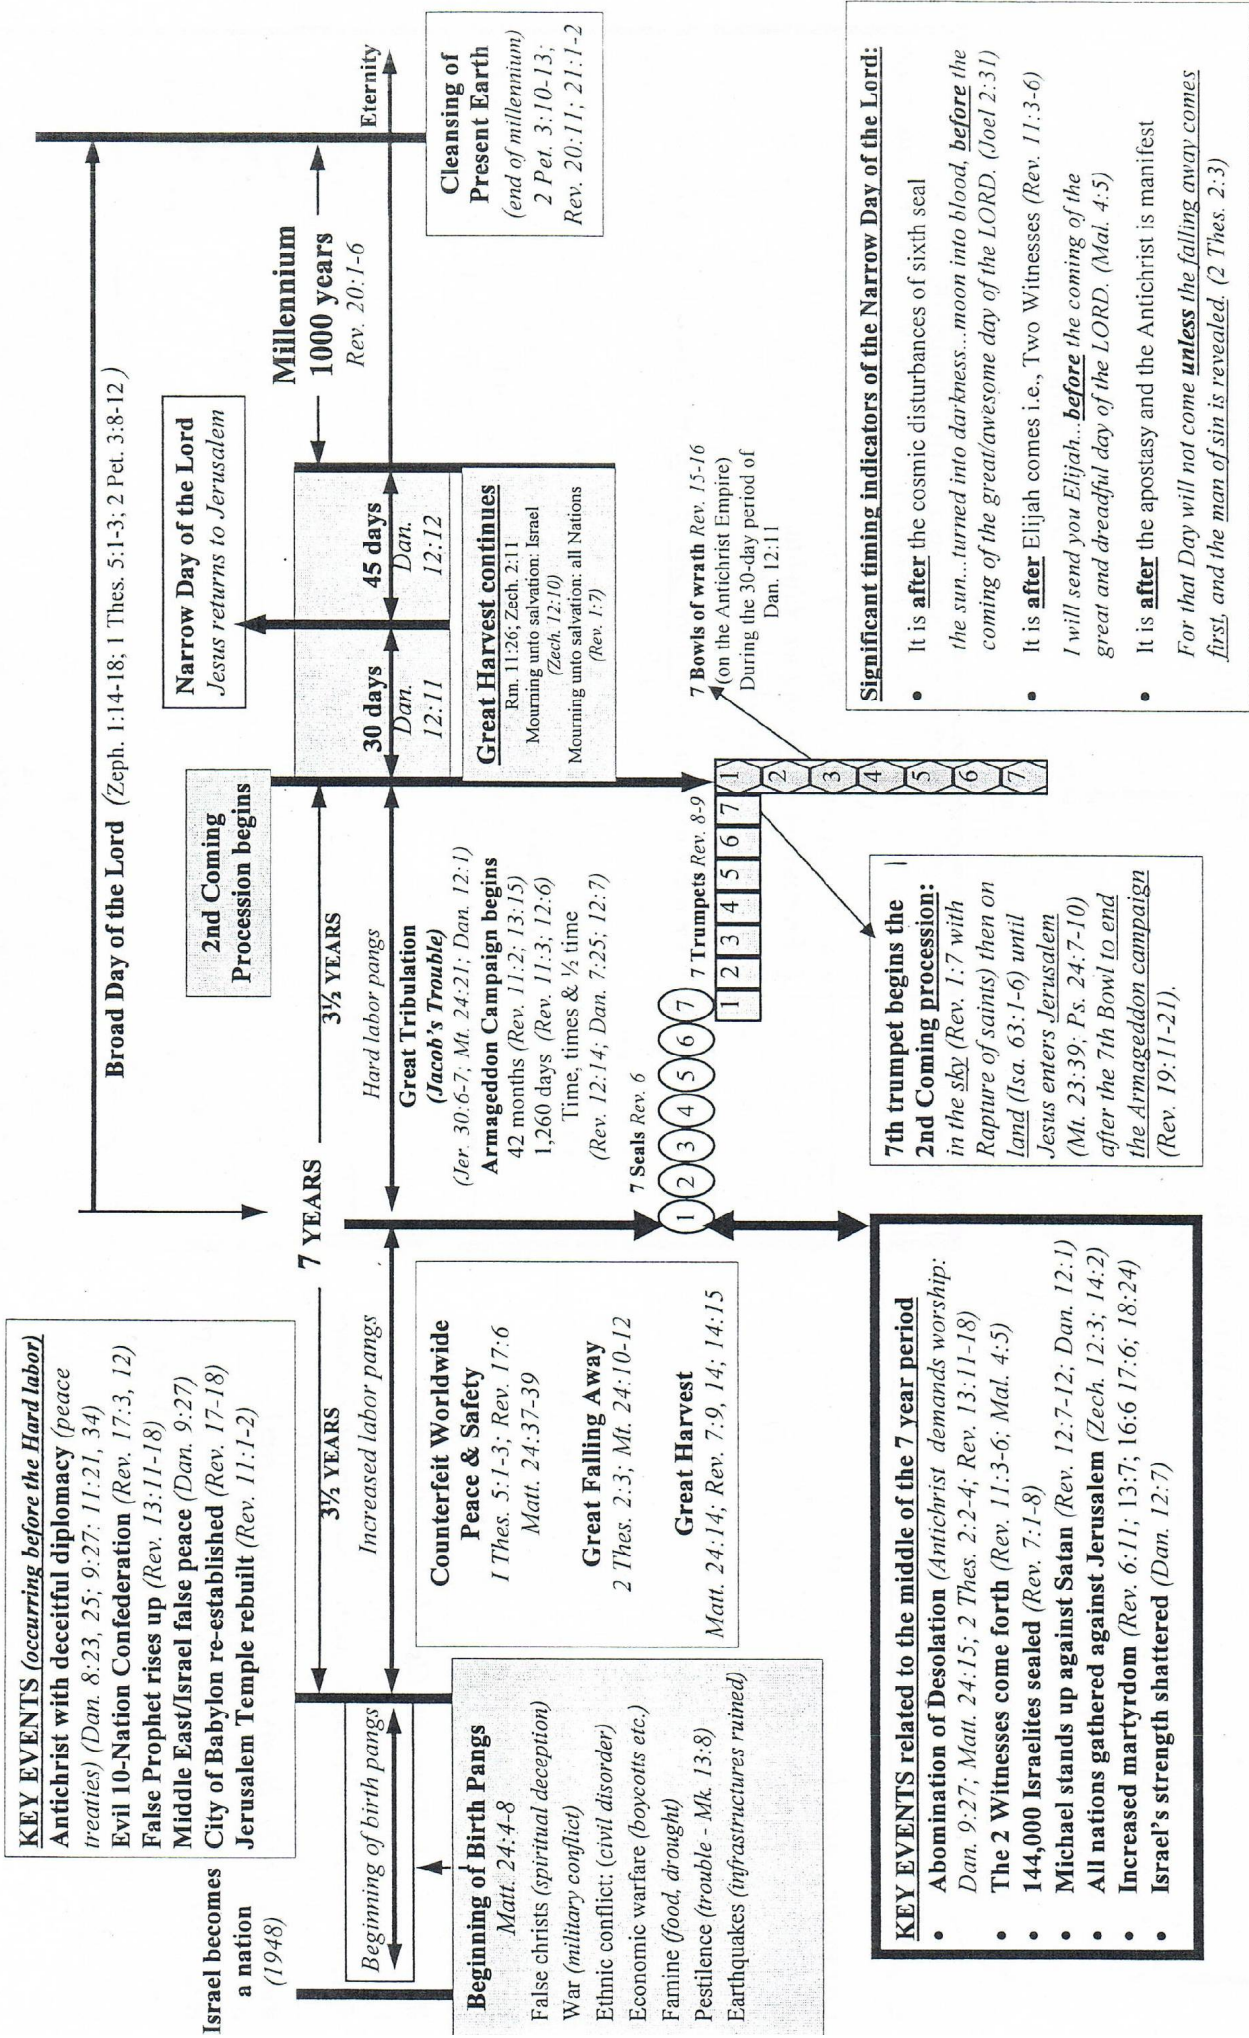 KEY EVENTS (occurring before the Hard labor)
Antichrist with deceitful diplomacy (peace
treaties) (Dan. 8:23, 25; 9:27: 11:21, 34)
Evil 10-Nation Confederation (Rev. 17:3, 12)
False Prophet rises up (Rev. 13:11-18)
Middle East/Israel false peace (Dan. 9:27)
City of Babylon re-established (Rev. 17-18)
Jerusalem Temple rebuilt (Rev. 11:1-2)
Israel becomes
a nation
(1948)
Broad Day of the Lord (Zeph. 1:14-18; 1 Thes. 5:1-3; 2 Pet. 3:8-12 )
2nd Coming
Procession begins
Narrow Day of the Lord
Jesus returns to Jerusalem
Millennium
1000 years
Rev. 20:1-6
Eternity
7 YEARS
3½ YEARS
3½ YEARS
Beginning of birth pangs
Increased labor pangs
Hard labor pangs
30 days
Dan.
12:11
45 days
Dan.
12:12
Beginning of Birth Pangs
Matt. 24:4-8
False christs (spiritual deception)
War (military conflict)
Ethnic conflict: (civil disorder)
Economic warfare (boycotts etc.)
Famine (food, drought)
Pestilence (trouble - Mk. 13:8)
Earthquakes (infrastructures ruined)
Counterfeit Worldwide
Peace & Safety
1 Thes. 5:1-3; Rev. 17:6
Matt. 24:37-39
Great Falling Away
2 Thes. 2:3; Mt. 24:10-12
Great Harvest
Matt. 24:14; Rev. 7:9, 14; 14:15
Great Tribulation
(Jacob's Trouble)
(Jer. 30:6-7; Mt. 24:21; Dan. 12:1)
Armageddon Campaign begins
42 months (Rev. 11:2; 13:15)
1,260 days (Rev. 11:3; 12:6)
Time, times & ½ time
(Rev. 12:14; Dan. 7:25; 12:7)
Great Harvest continues
Rm. 11:26; Zech. 2:11
Mourning unto salvation: Israel
(Zech. 12:10)
Mourning unto salvation: all Nations
(Rev. 1:7)
Cleansing of
Present Earth
(end of millennium)
2 Pet. 3:10-13;
Rev. 20:11; 21:1-2
7 Seals Rev. 6
1 2 3 4 5 6 7
7 Trumpets Rev. 8-9
1 2 3 4 5 6 7
7 Bowls of wrath Rev. 15-16
(on the Antichrist Empire)
During the 30-day period of
Dan. 12:11
1
2
3
4
5
6
7
KEY EVENTS related to the middle of the 7 year period
• Abomination of Desolation (Antichrist demands worship:
Dan. 9:27; Matt. 24:15; 2 Thes. 2:2-4; Rev. 13:11-18)
• The 2 Witnesses come forth (Rev. 11:3-6; Mal. 4:5)
• 144,000 Israelites sealed (Rev. 7:1-8)
• Michael stands up against Satan (Rev. 12:7-12; Dan. 12:1)
• All nations gathered against Jerusalem (Zech. 12:3; 14:2)
• Increased martyrdom (Rev. 6:11; 13:7; 16:6 17:6; 18:24)
• Israel's strength shattered (Dan. 12:7)
7th trumpet begins the
2nd Coming procession:
in the sky (Rev. 1:7 with
Rapture of saints) then on
land (Isa. 63:1-6) until
Jesus enters Jerusalem
(Mt. 23:39; Ps. 24:7-10)
after the 7th Bowl to end
the Armageddon campaign
(Rev. 19:11-21).
Significant timing indicators of the Narrow Day of the Lord:
• It is after the cosmic disturbances of sixth seal
the sun...turned into darkness...moon into blood, before the
coming of the great/awesome day of the LORD. (Joel 2:31)
• It is after Elijah comes i.e., Two Witnesses (Rev. 11:3-6)
I will send you Elijah...before the coming of the
great and dreadful day of the LORD. (Mal. 4:5)
• It is after the apostasy and the Antichrist is manifest
For that Day will not come unless the falling away comes
first, and the man of sin is revealed. (2 Thes. 2:3)